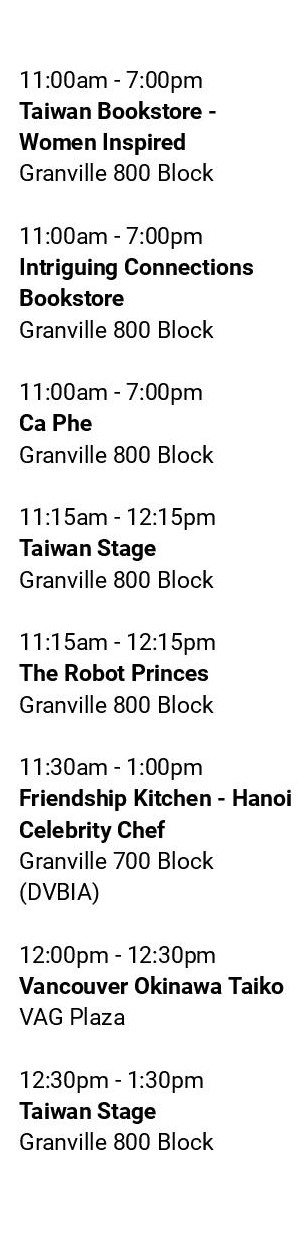 11:00am - 7:00pm
Taiwan Bookstore -
Women Inspired
Granville 800 Block
11:00am - 7:00pm
Intriguing Connections
Bookstore
Granville 800 Block
11:00am - 7:00pm
Ca Phe
Granville 800 Block
11:15am - 12:15pm
Taiwan Stage
Granville 800 Block
11:15am - 12:15pm
The Robot Princes
Granville 800 Block
11:30am - 1:00pm
Friendship Kitchen - Hanoi
Celebrity Chef
Granville 700 Block
(DVBIA)
12:00pm - 12:30pm
Vancouver Okinawa Taiko
VAG Plaza
12:30pm - 1:30pm
Taiwan Stage
Granville 800 Block